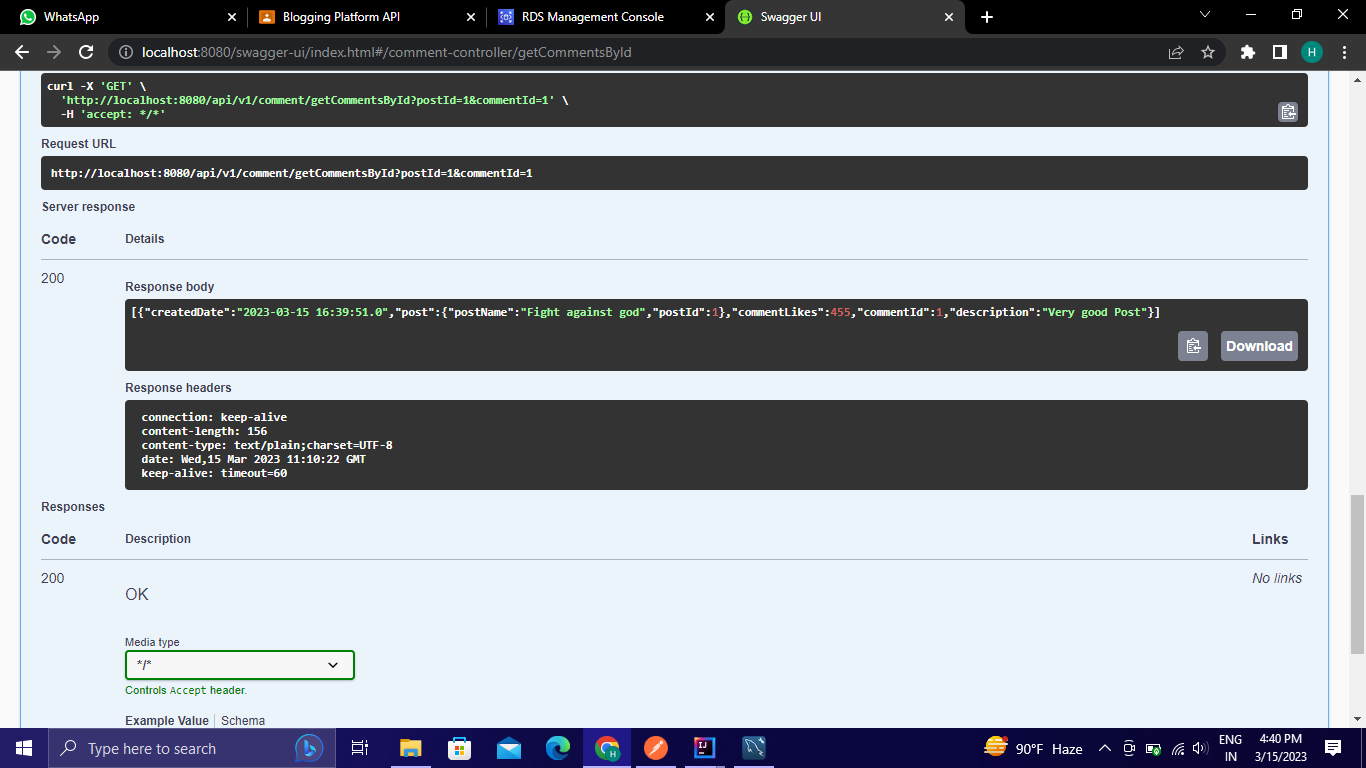 WhatsApp
Blogging Platform API
RDS Management Console
Swagger UI
localhost:8080/swagger-ui/index.html#/comment-controller/getCommentsById
H
curl -X 'GET' \
'http://localhost:8080/api/v1/comment/getCommentsById?postId=1&commentId=1' \
-H 'accept: */*'
Request URL
http://localhost:8080/api/v1/comment/getCommentsById?postId=1&commentId=1
Server response
Code Details
200
Response body
[{"createdDate":"2023-03-15 16:39:51.0","post":{"postName":"Fight against god","postId":1},"commentLikes":455,"commentId":1,"description":"Very good Post"}]
Download
Response headers
connection: keep-alive
content-length: 156
content-type: text/plain;charset=UTF-8
date: Wed,15 Mar 2023 11:10:22 GMT
keep-alive: timeout=60
Responses
Code Description Links
200 No links
OK
Media type
*/*
Controls Accept header.
Example Value Schema
Type here to search
90°F Haze
ENG
IN
4:40 PM
3/15/2023